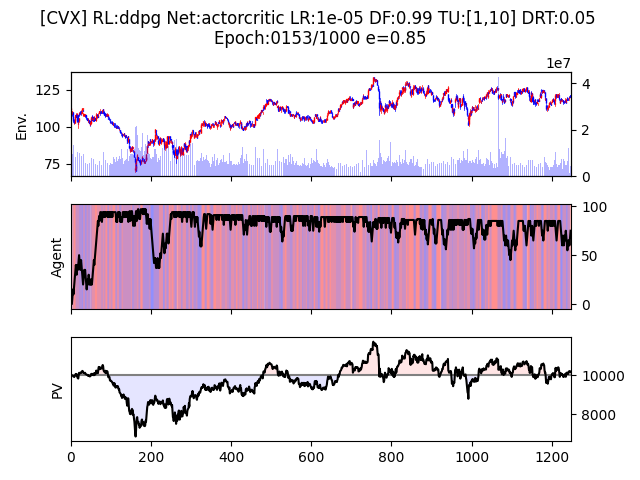 [CVX] RL:ddpg Net:actorcritic LR:1e-05 DF:0.99 TU:[1,10] DRT:0.05
Epoch:0153/1000 e=0.85
1e7
Env.
125
100
75
4
2
0
Agent
100
50
0
PV
10000
8000
0 200 400 600 800 1000 1200